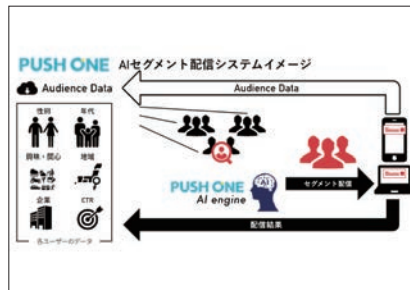 PUSH ONE AIセグメント配信システムイメージ
Audience Data
Audience Data
性別 年代
興味・関心 地域
企業 CTR
各ユーザーのデータ
PUSH ONE
AI engine
AI
セグメント配信
配信結果